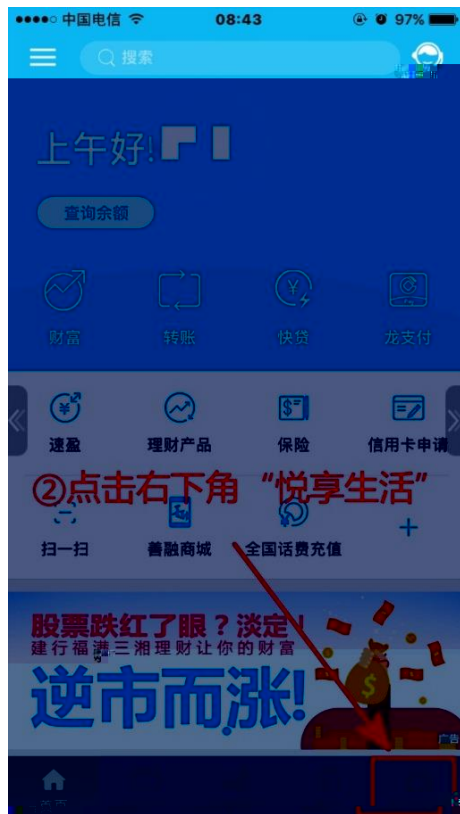 中国电信
08:43
97%
搜索
上午好!
查询余额
财富
转账
快贷
龙支付
速盈
理财产品
保险
信用卡申请
②点击右下角“悦享生活”
扫一扫
善融商城
全国话费充值
股票跌红了眼?淡定!
建行福满三湘理财让你的财富
逆市而涨!
广告
首页